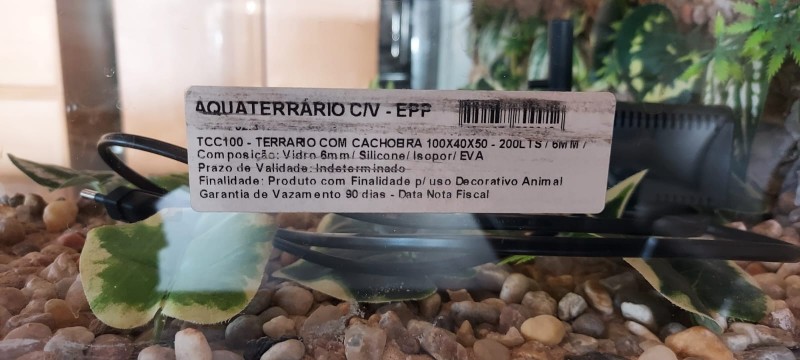 AQUATERRÁRIO C/V - EPP
TCC100 - TERRARIO COM CACHOEIRA 100X40X50 - 200LTS / 6MM /
Composição: Vidro 6mm/ Silicone/ Isopor/ EVA
Prazo de Validade: Indeterminado
Finalidade: Produto com Finalidade p/ uso Decorativo Animal
Garantia de Vazamento 90 dias - Data Nota Fiscal